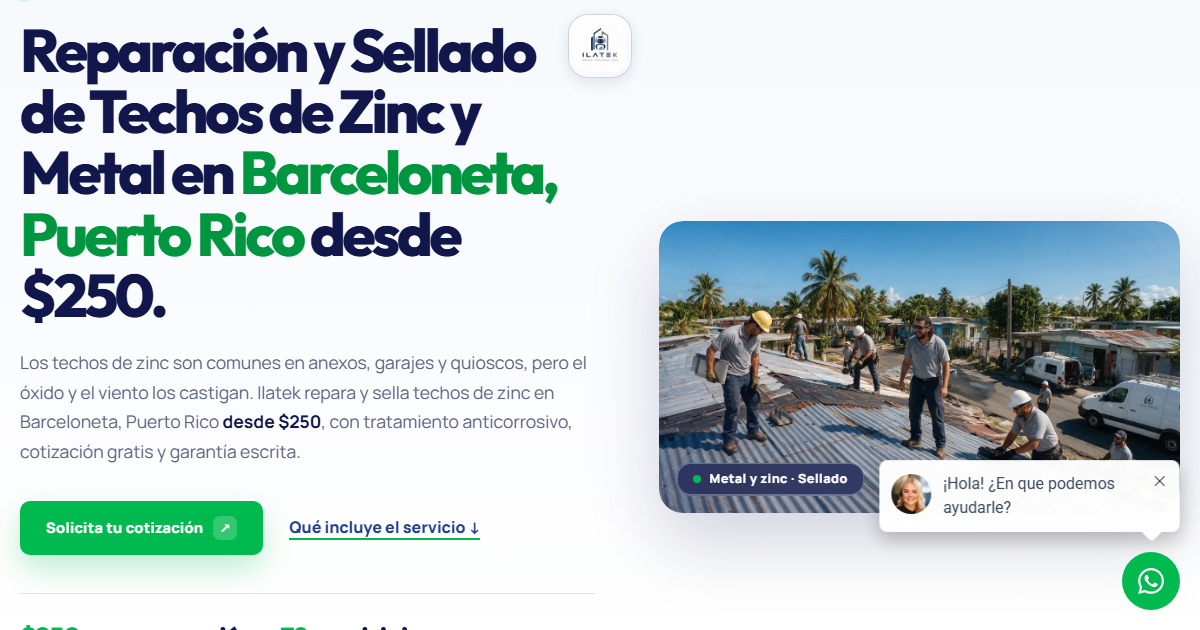 Reparación y Sellado
de Techos de Zinc y
Metal en Barceloneta,
Puerto Rico desde
$250.
ILATEK
Los techos de zinc son comunes en anexos, garajes y quioscos, pero el
óxido y el viento los castigan. Ilatek repara y sella techos de zinc en
Barceloneta, Puerto Rico desde $250, con tratamiento anticorrosivo,
cotización gratis y garantía escrita.
Solicita tu cotización ↗
Qué incluye el servicio ↓
Metal y zinc · Sellado
¡Hola! ¿En que podemos
ayudarle?